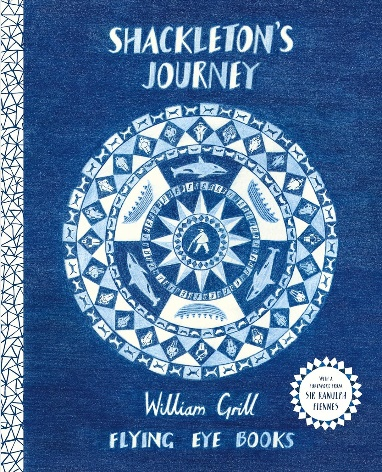 SHACKLETON'S
JOURNEY
William Grill
FLYING EYE BOOKS
WITH A
FOREWORD FROM
SIR RANULPH
FIENNES